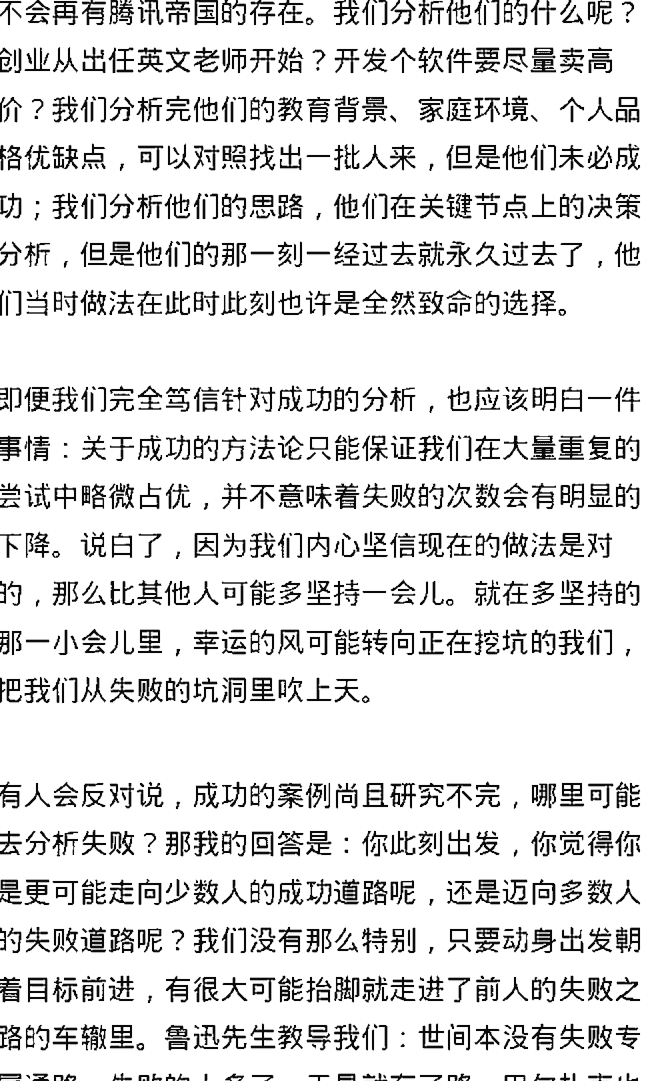 不会再有腾讯帝国的存在。我们分析他们的什么呢？
创业从出任英文老师开始？开发个软件要尽量卖高
价？我们分析完他们的教育背景、家庭环境、个人品
格优缺点，可以对照找出一批人来，但是他们未必成
功；我们分析他们的思路，他们在关键节点上的决策
分析，但是他们的那一刻一经过去就永久过去了，他
们当时做法在此时此刻也许是全然致命的选择。
即便我们完全笃信针对成功的分析，也应该明白一件
事情：关于成功的方法论只能保证我们在大量重复的
尝试中略微占优，并不意味着失败的次数会有明显的
下降。说白了，因为我们内心坚信现在的做法是对
的，那么比其他人可能多坚持一会儿。就在多坚持的
那一小会儿里，幸运的风可能转向正在挖坑的我们，
把我们从失败的坑洞里吹上天。
有人会反对说，成功的案例尚且研究不完，哪里可能
去分析失败？那我的回答是：你此刻出发，你觉得你
是更可能走向少数人的成功道路呢，还是迈向多数人
的失败道路呢？我们没有那么特别，只要动身出发朝
着目标前进，有很大可能抬脚就走进了前人的失败之
路的车辙里。鲁迅先生教导我们：世间本没有失败专